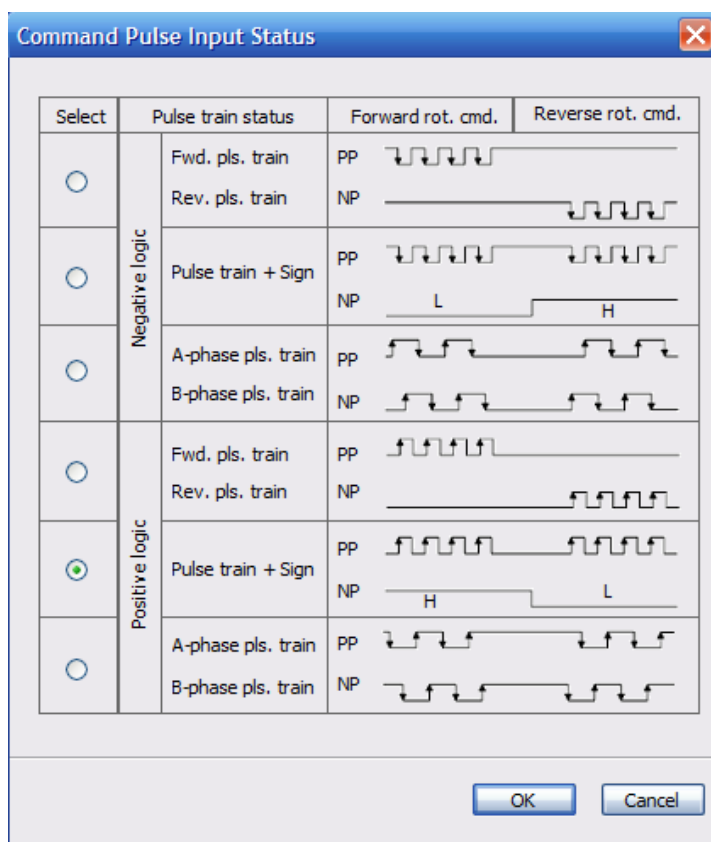 Command Pulse Input Status
Select Pulse train status Forward rot. cmd. Reverse rot. cmd.
Negative logic
Fwd. pls. train PP
Rev. pls. train NP
Pulse train + Sign PP
NP L H
A-phase pls. train PP
B-phase pls. train NP
Positive logic
Fwd. pls. train PP
Rev. pls. train NP
Pulse train + Sign PP
NP H L
A-phase pls. train PP
B-phase pls. train NP
OK Cancel